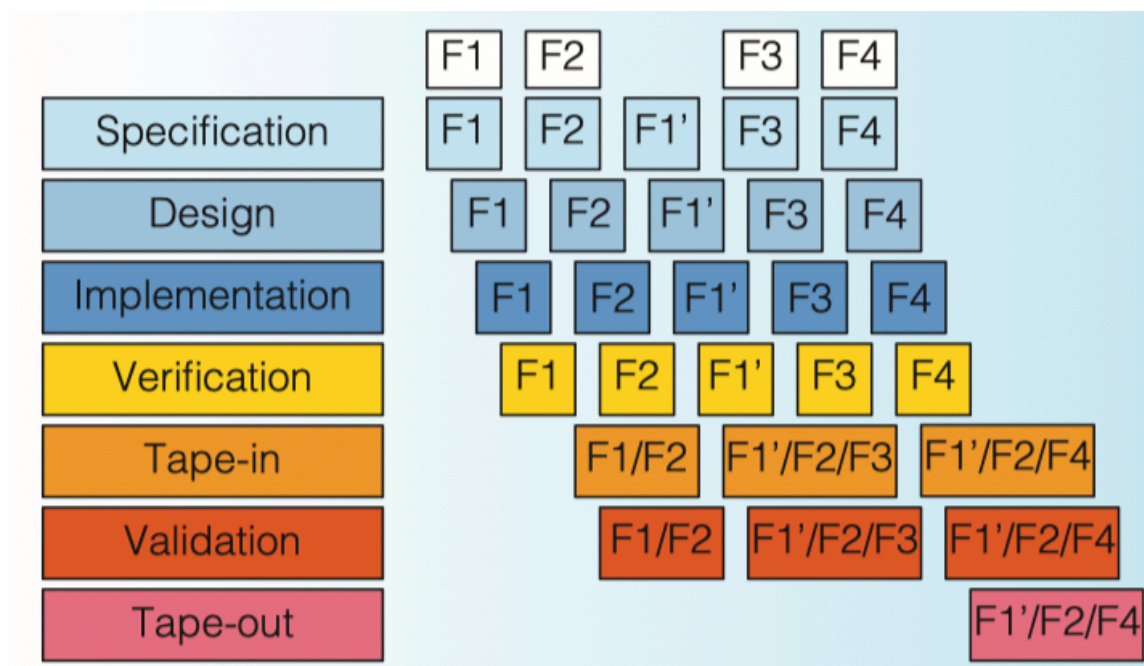 F1 F2 F3 F4
Specification F1 F2 F1’ F3 F4
Design F1 F2 F1’ F3 F4
Implementation F1 F2 F1’ F3 F4
Verification F1 F2 F1’ F3 F4
Tape-in F1/F2 F1’/F2/F3 F1’/F2/F4
Validation F1/F2 F1’/F2/F3 F1’/F2/F4
Tape-out F1’/F2/F4